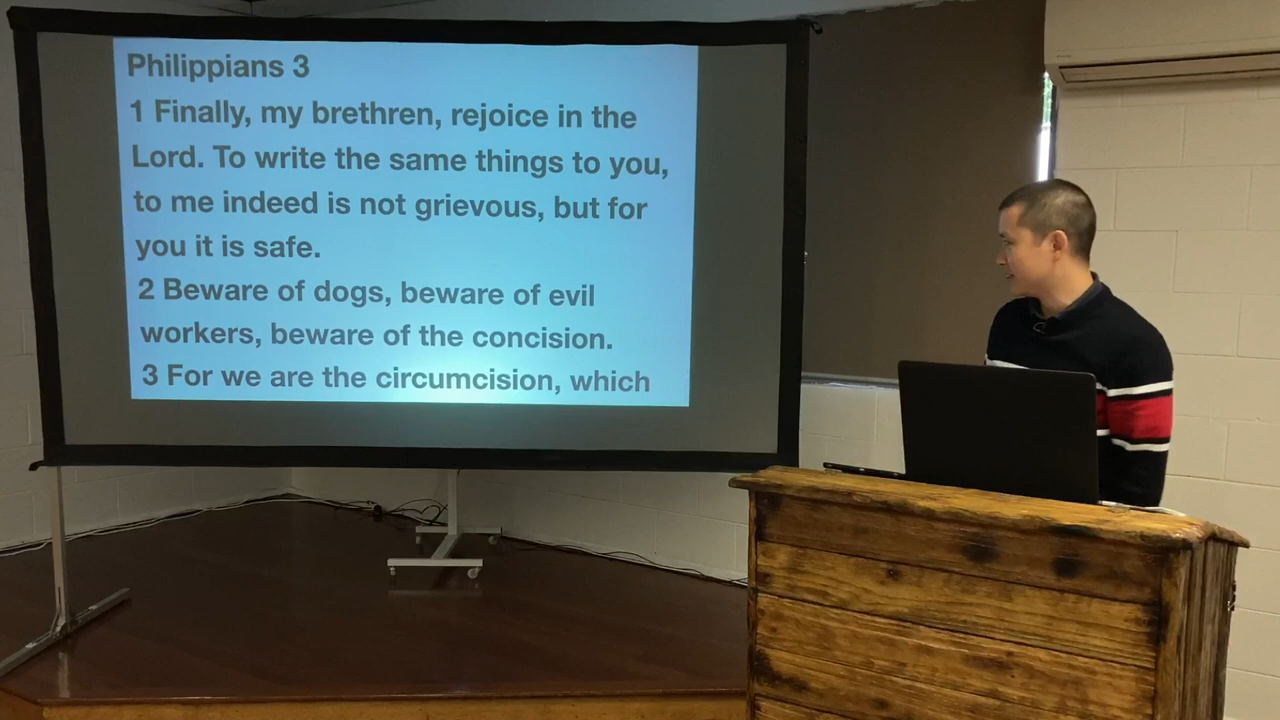 Philippians 3
1 Finally, my brethren, rejoice in the
Lord. To write the same things to you,
to me indeed is not grievous, but for
you it is safe.
2 Beware of dogs, beware of evil
workers, beware of the concision.
3 For we are the circumcision, which